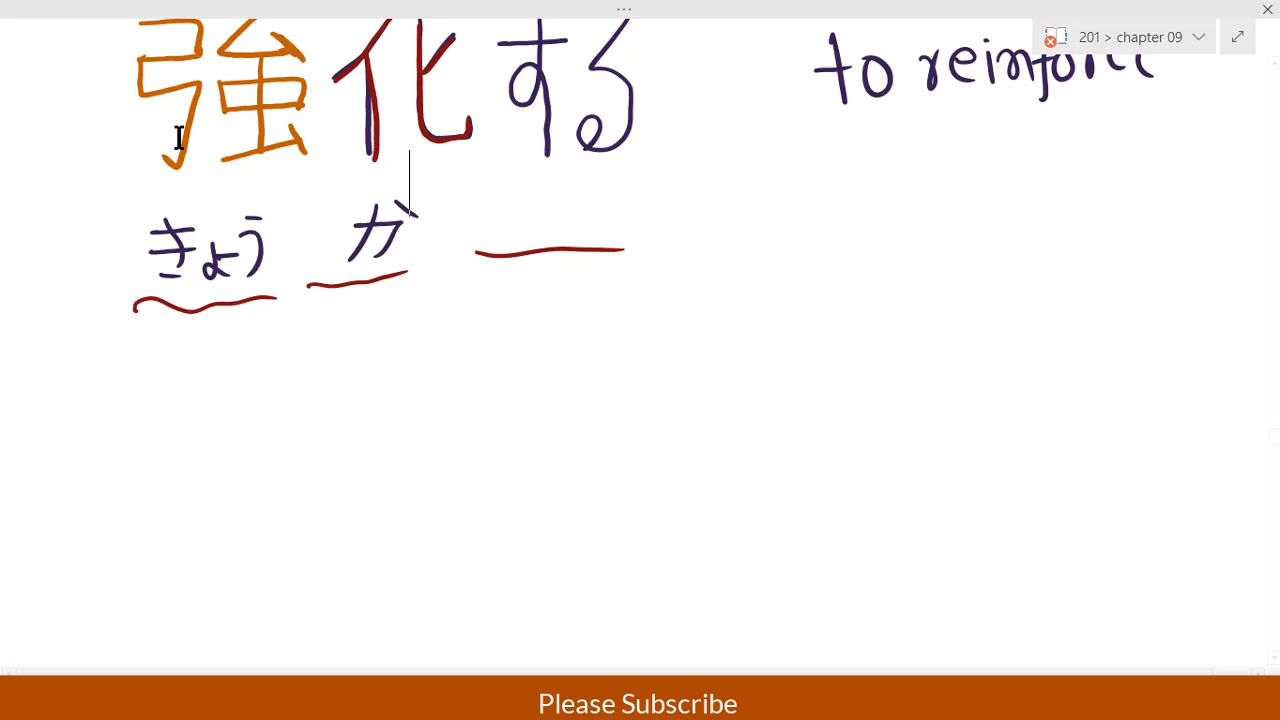 201 > chapter 09
強化する to reinforce
きょう か
Please Subscribe